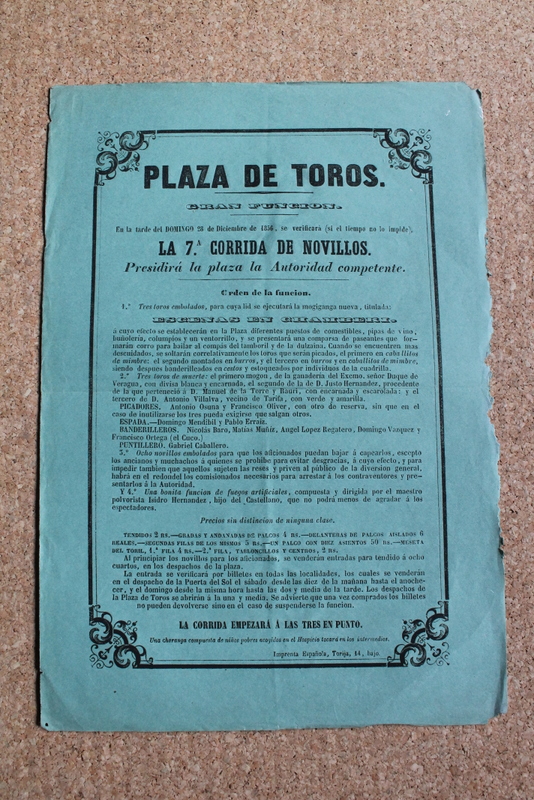 PLAZA DE TOROS.
GRAN FUNCION.
En la tarde del DOMINGO 28 de Diciembre de 1856, se verificará (si el tiempo no lo impide),
LA 7.ª CORRIDA DE NOVILLOS.
Presidirá la plaza la Autoridad competente.
Orden de la funcion.
1.º Tres toros embolados, para cuya lid se ejecutará la mogiganga nueva, titulada:
ESCENAS EN CHAMBERI.
á cuyo efecto se establecerán en la Plaza diferentes puestos de comestibles, pipas de vino,
buñolería, columpios y un ventorrillo, y se presentará una comparsa de paseantes que for-
marán corro para bailar al compás del tamboril y de la dulzaina. Cuando se encuentren mas
descuidados, se soltarán correlativamente los toros que serán picados, el primero en caballitos
de mimbre; el segundo montados en burros, y el tercero en burros y en caballitos de mimbre,
siendo despues banderilleados en cestos y estoqueados por individuos de la cuadrilla.
2.º Tres toros de muerte: el primero mogon, de la ganadería del Excmo. señor Duque de
Veragua, con divisa blanca y encarnada, el segundo de la de D. Justo Hernandez, procedente
de la que perteneció á D. Manuel de la Torre y Rauri, con encarnada y escarolada: y el
tercero de D. Antonio Villalva, vecino de Tarifa, con verde y amarilla.
PICADORES, Antonio Osuna y Francisco Oliver, con otro de reserva, sin que en el
caso de inutilizarse los tres pueda exigirse que salgan otros.
ESPADA.—Domingo Mendibil y Pablo Erraiz.
BANDERILLEROS. Nicolás Baro, Matias Muñiz, Angel Lopez Regatero, Domingo Vazquez y
Francisco Ortega (el Cuco.)
PUNTILLERO. Gabriel Caballero.
3.º Ocho novillos embolados para que los aficionados puedan bajar á capearlos, escepto
los ancianos y muchachos á quienes se prohibe para evitar desgracias, á cuyo efecto, y para
impedir tambien que aquellos sujeten las reses y priven al público de la diversion general,
habrá en el redondel los comisionados necesarios para arrestar á los contraventores y pre-
sentarlos á la Autoridad.
Y 4.º Una bonita funcion de fuegos artificiales, compuesta y dirigida por el maestro
polvorista Isidro Hernandez, hijo del Castellano, que no podrá menos de agradar á los
espectadores.
Precios sin distincion de ninguna clase.
TENDIDOS 2 RS.—GRADAS Y ANDANADAS DE PALCOS 4 RS.—DELANTERAS DE PALCOS AISLADOS 6
REALES.—SEGUNDAS FILAS DE LOS MISMOS 5 RS.—UN PALCO CON DIEZ ASIENTOS 50 RS.—MESETA
DEL TORIL, 1.ª FILA 4 RS.—2.ª FILA, TABLONCILLOS Y CENTROS, 2 RS.
Al principiar los novillos para los aficionados, se venderán entradas para tendido á ocho
cuartos, en los despachos de la plaza.
La entrada se verificará por billetes en todas las localidades, los cuales se venderán
en el despacho de la Puerta del Sol el sábado desde las diez de la mañana hasta el anoche-
cer, y el domingo desde la misma hora hasta las dos y media de la tarde. Los despachos de
la Plaza de Toros se abrirán á la una y media. Se advierte que una vez comprados los billetes
no pueden devolverse sino en el caso de suspenderse la funcion.
LA CORRIDA EMPEZARÁ A LAS TRES EN PUNTO.
Una charanga compuesta de niños pobres acogidos en el Hospicio tocará en los intermedios.
Imprenta Española, Torija, 14, bajo.